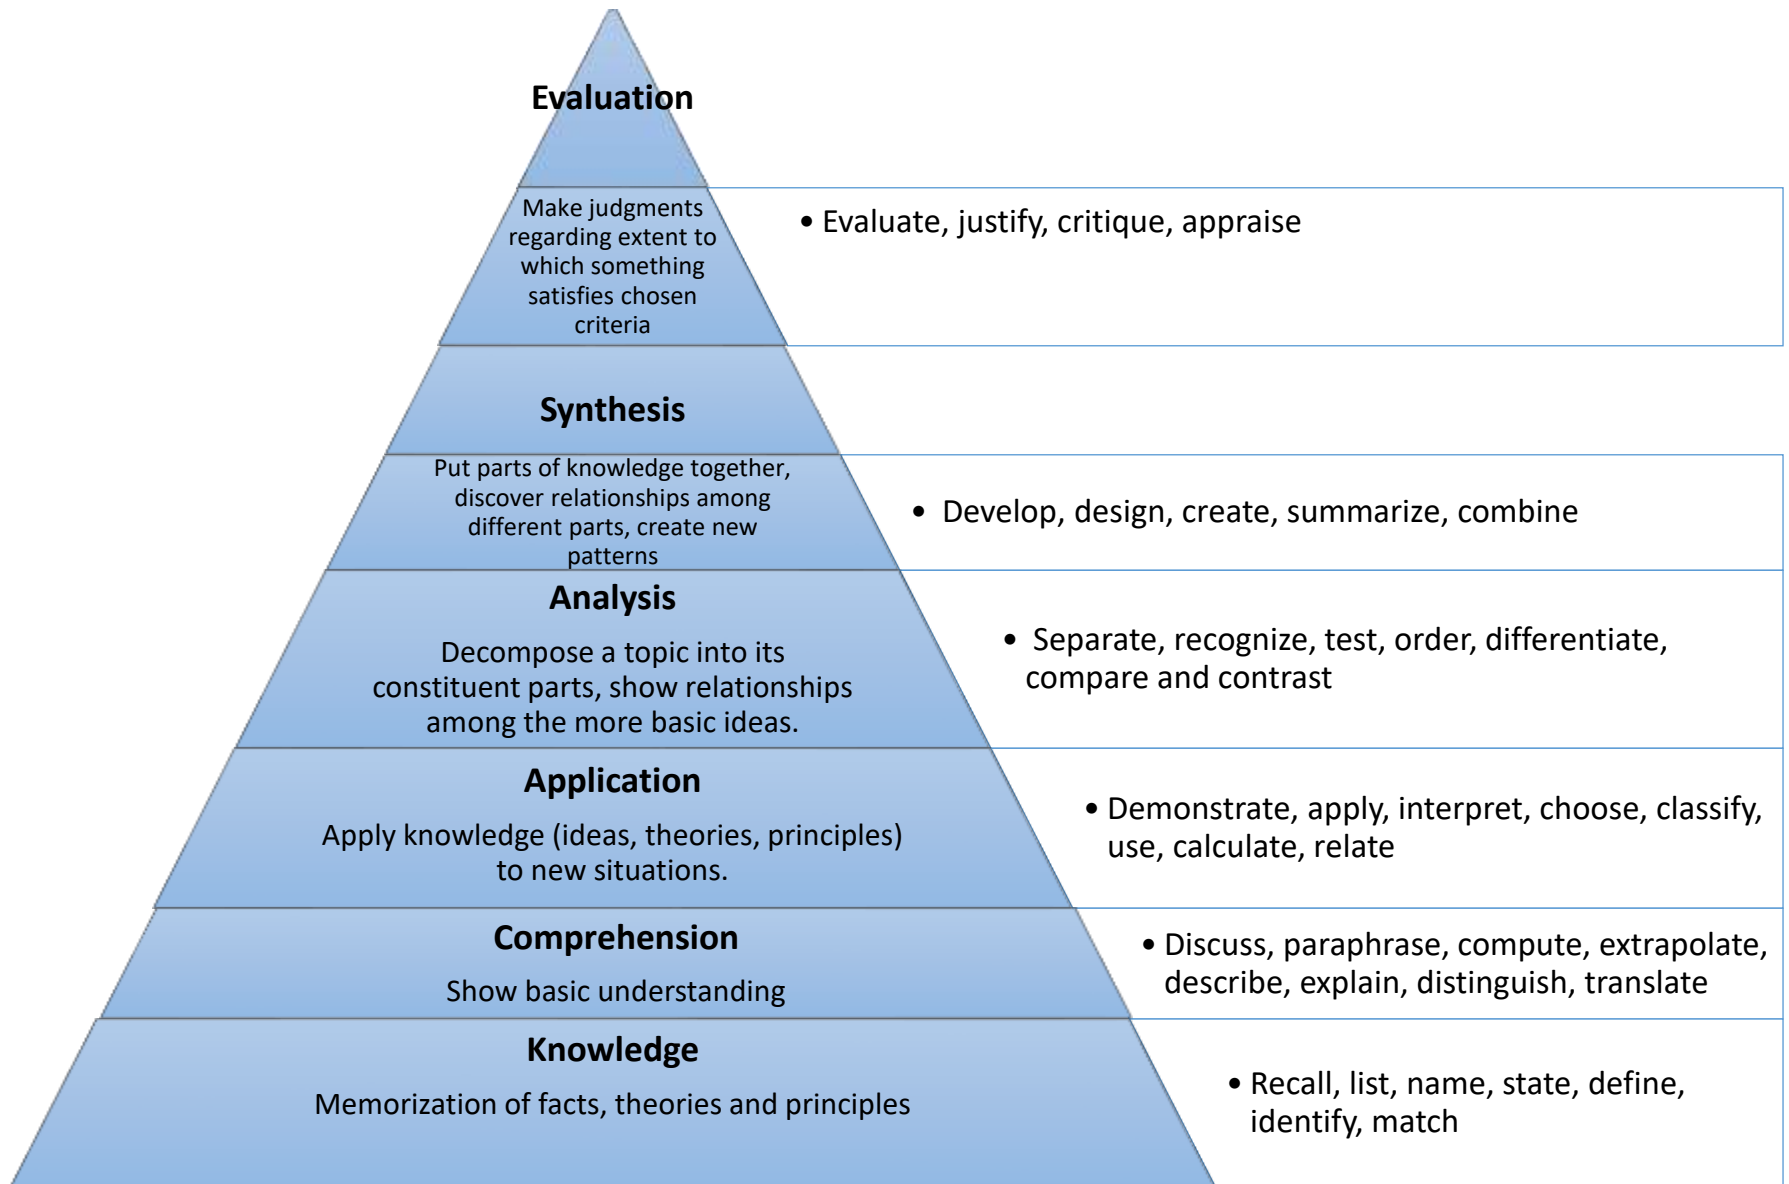 Evaluation
Make judgments
regarding extent to
which something
satisfies chosen
criteria
• Evaluate, justify, critique, appraise
Synthesis
Put parts of knowledge together,
discover relationships among
different parts, create new
patterns
• Develop, design, create, summarize, combine
Analysis
Decompose a topic into its
constituent parts, show relationships
among the more basic ideas.
• Separate, recognize, test, order, differentiate,
compare and contrast
Application
Apply knowledge (ideas, theories, principles)
to new situations.
• Demonstrate, apply, interpret, choose, classify,
use, calculate, relate
Comprehension
Show basic understanding
• Discuss, paraphrase, compute, extrapolate,
describe, explain, distinguish, translate
Knowledge
Memorization of facts, theories and principles
• Recall, list, name, state, define,
identify, match